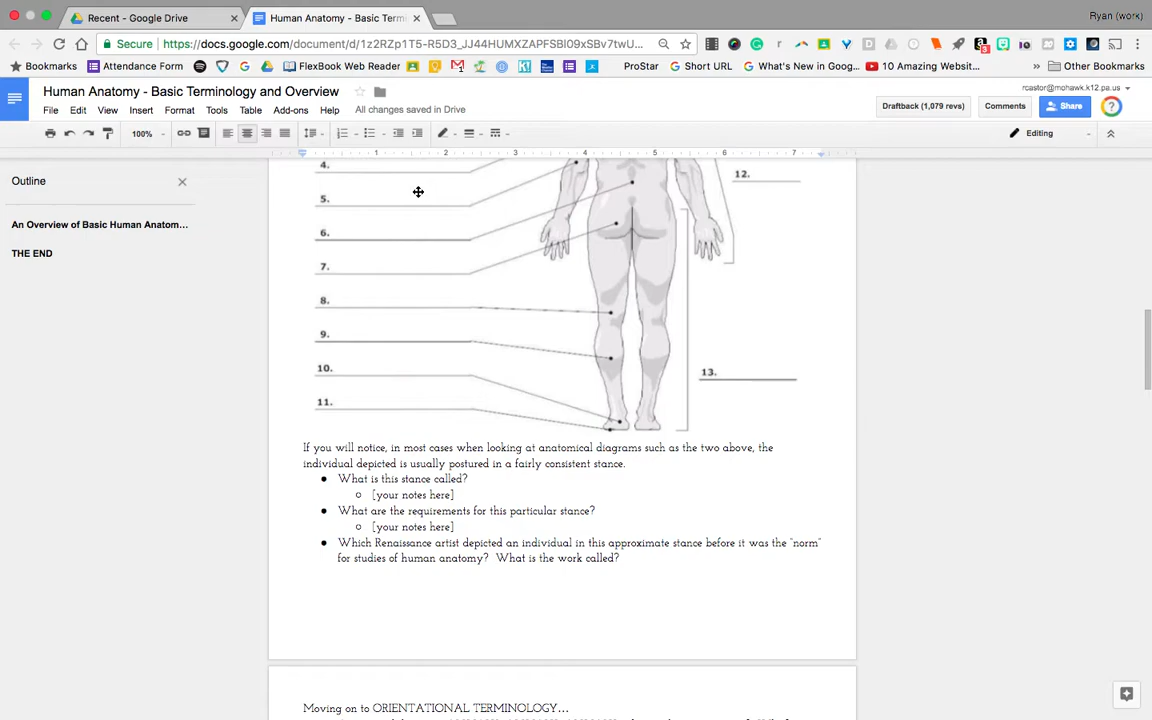 Recent - Google Drive
Human Anatomy - Basic Term
Ryan (work)
Secure
https://docs.google.com/document/d/1z2RZp1T5-R5D3_JJ44HUMXZAPFSBl09xSBv7twU...
Bookmarks
Attendance Form
FlexBook Web Reader
ProStar
Short URL
What's New in Goog...
10 Amazing Websit...
Other Bookmarks
Human Anatomy - Basic Terminology and Overview
rcastor@mohawk.k12.pa.us
File Edit View Insert Format Tools Table Add-ons Help
All changes saved in Drive
Draftback (1,079 revs)
Comments
Share
100%
Editing
1 2 3 4 5 6 7
Outline
An Overview of Basic Human Anatom...
THE END
4.
5.
6.
7.
8.
9.
10.
11.
12.
13.
If you will notice, in most cases when looking at anatomical diagrams such as the two above, the
individual depicted is usually postured in a fairly consistent stance.
● What is this stance called?
○ [your notes here]
● What are the requirements for this particular stance?
○ [your notes here]
● Which Renaissance artist depicted an individual in this approximate stance before it was the "norm"
for studies of human anatomy? What is the work called?
Moving on to ORIENTATIONAL TERMINOLOGY...